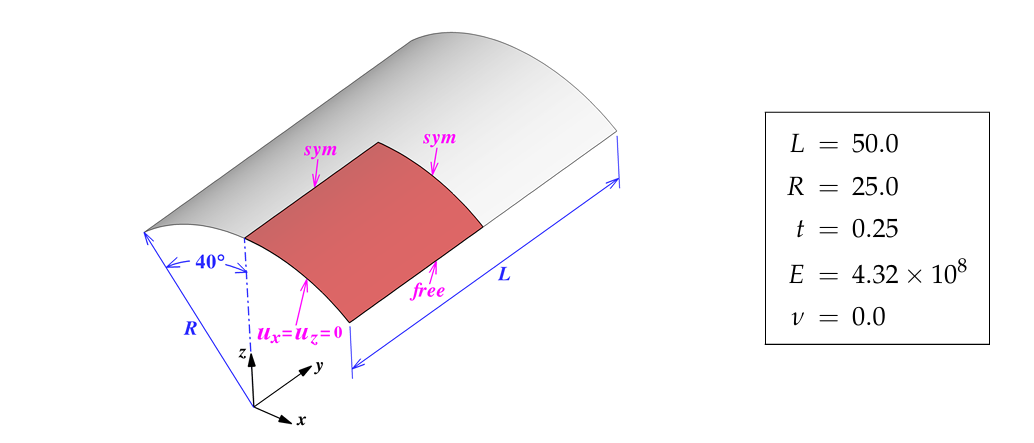 sym
sym
40°
L
free
R
u_x=u_z=0
z
y
x
L = 50.0
R = 25.0
t = 0.25
E = 4.32 × 10^8
ν = 0.0